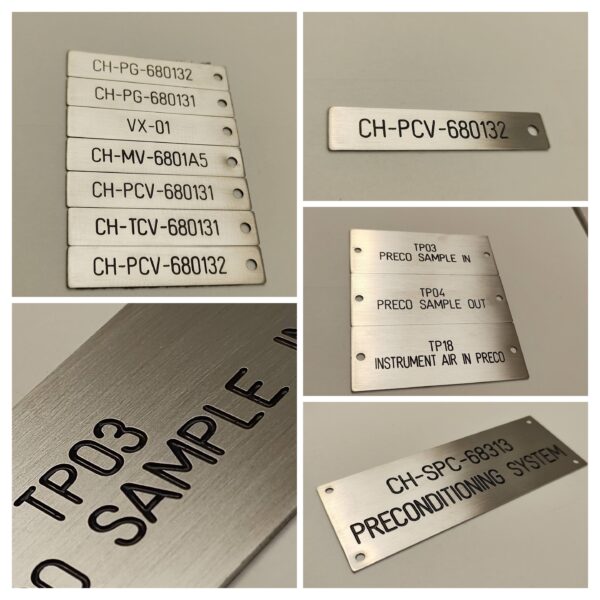 CH-PG-680132
CH-PG-680131
VX-01
CH-MV-6801A5
CH-PCV-680131
CH-TCV-680131
CH-PCV-680132
CH-PCV-680132
TP03
PRECO SAMPLE IN
TP04
PRECO SAMPLE OUT
TP18
INSTRUMENT AIR IN PRECO
TP03
O SAMPLE IN
CH-SPC-68313
PRECONDITIONING SYSTEM